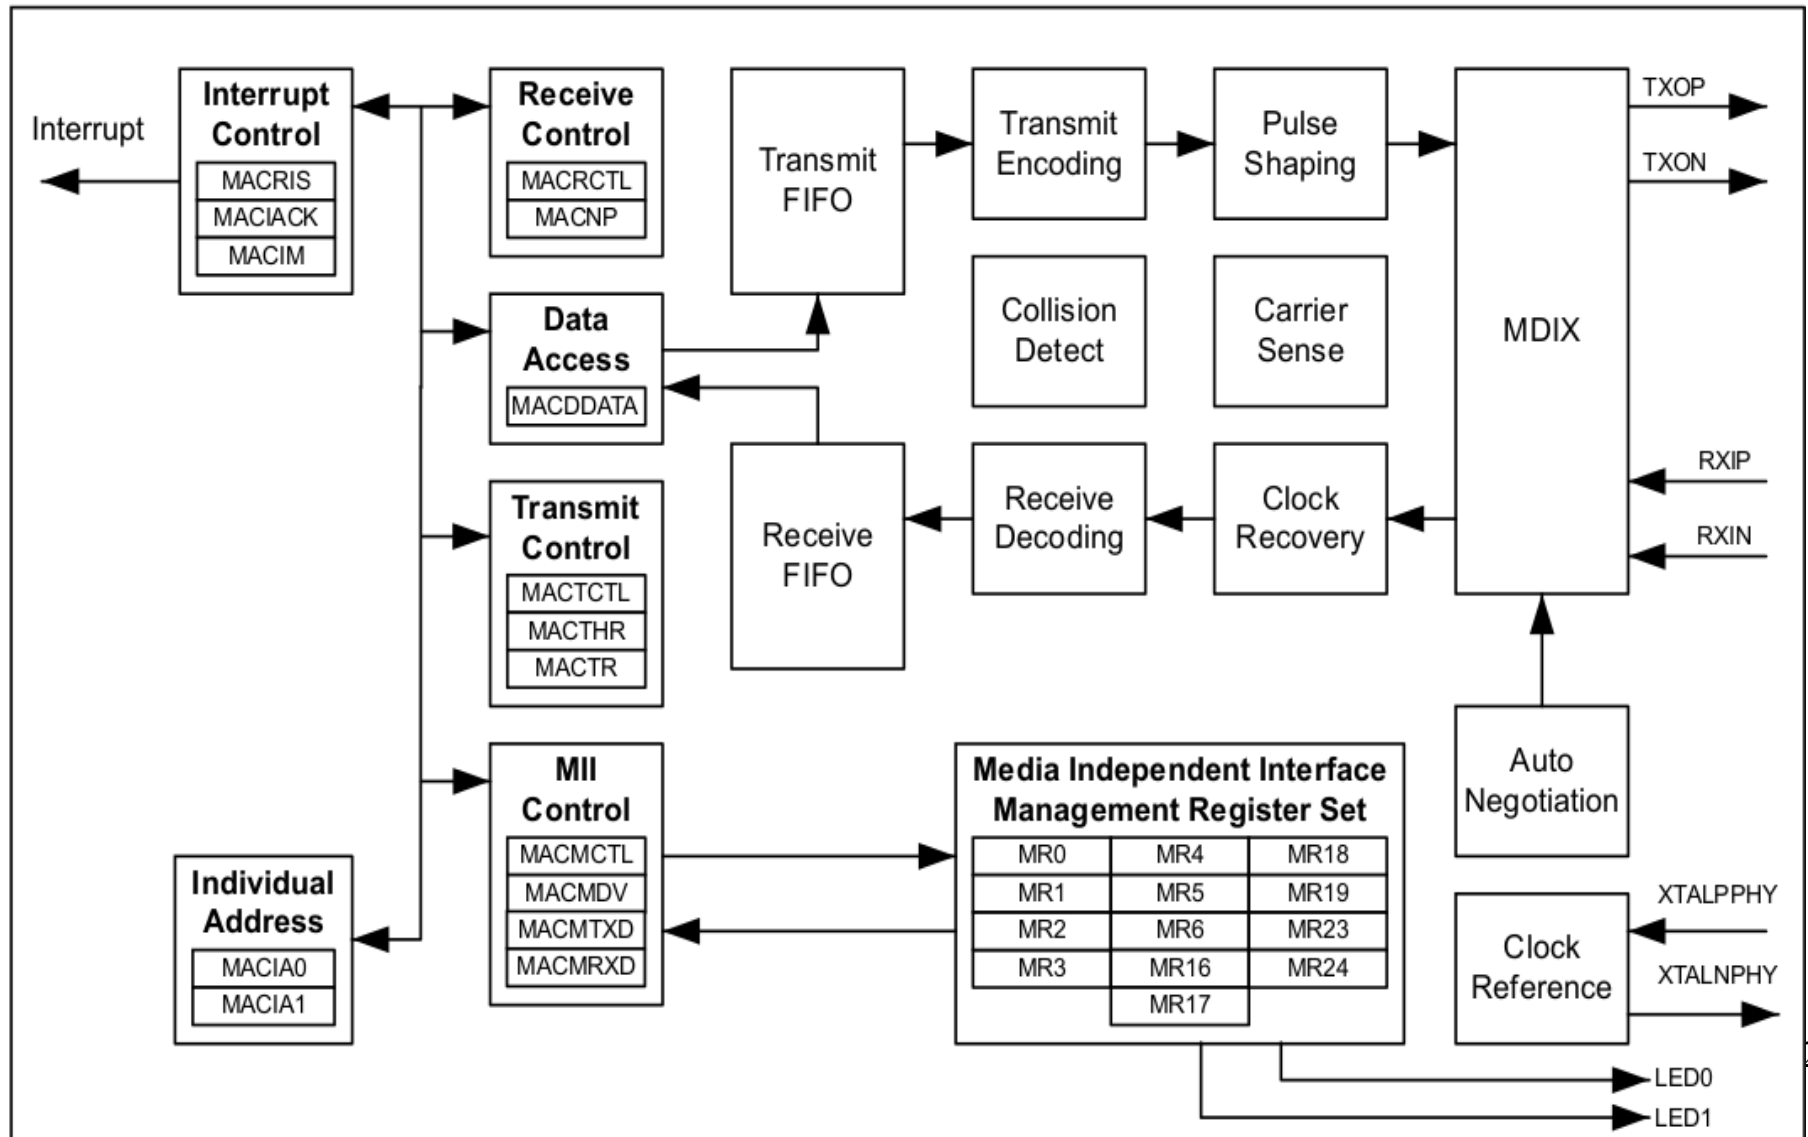 Interrupt
Interrupt
Control
MACRIS
MACIACK
MACIM
Receive
Control
MACRCTL
MACNP
Data
Access
MACDDATA
Transmit
Control
MACTCTL
MACTHR
MACTR
MII
Control
MACMCTL
MACMDV
MACMTXD
MACMRXD
Individual
Address
MACIA0
MACIA1
Transmit
FIFO
Transmit
Encoding
Pulse
Shaping
Collision
Detect
Carrier
Sense
MDIX
TXOP
TXON
RXIP
RXIN
Receive
FIFO
Receive
Decoding
Clock
Recovery
Media Independent Interface
Management Register Set
MR0 MR4 MR18
MR1 MR5 MR19
MR2 MR6 MR23
MR3 MR16 MR24
MR17
Auto
Negotiation
Clock
Reference
XTALPPHY
XTALNPHY
LED0
LED1